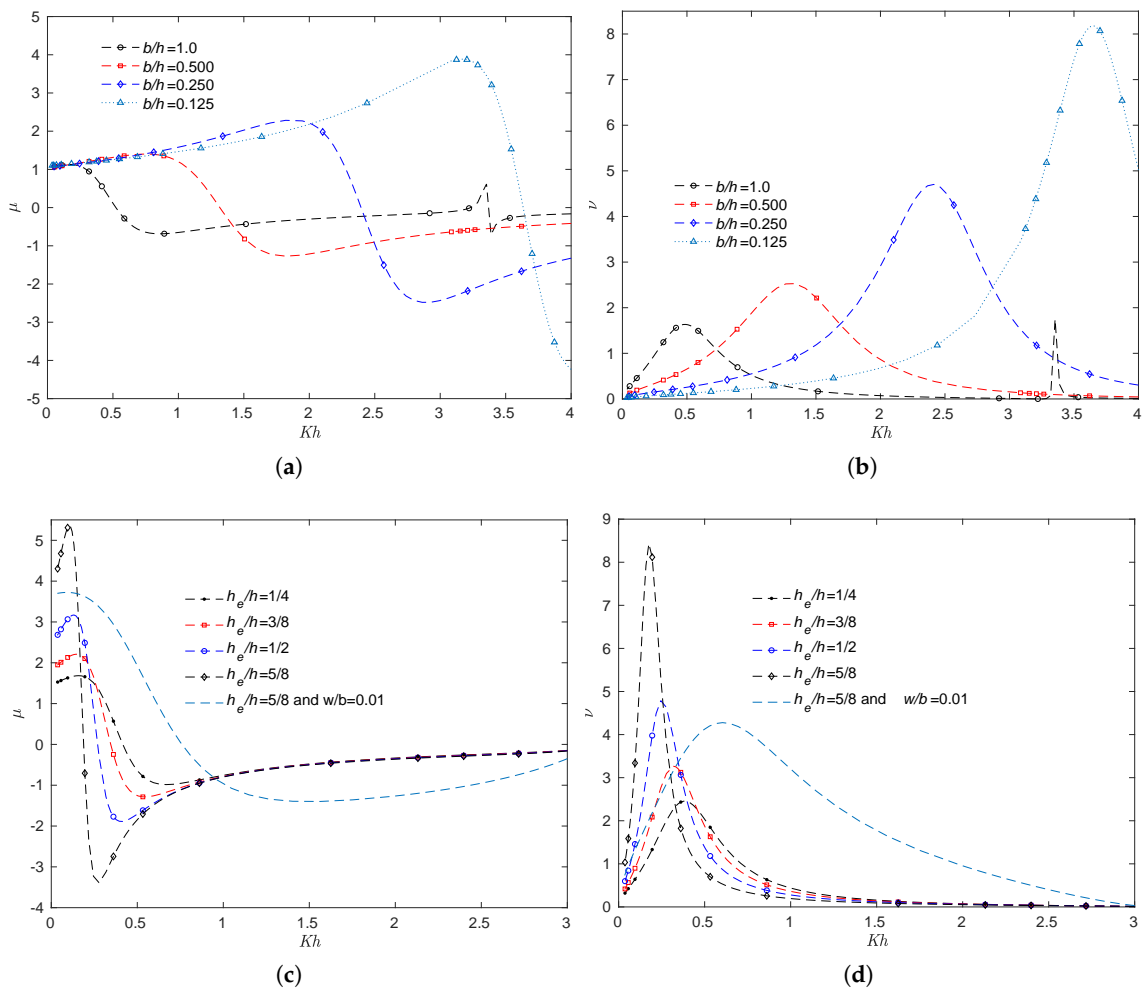 5
4
3
2
1
0
-1
-2
-3
-4
-5
μ
0 0.5 1 1.5 2 2.5 3 3.5 4
Kh
b/h=1.0
b/h=0.500
b/h=0.250
b/h=0.125
(a)
8
7
6
5
4
3
2
1
0
ν
0 0.5 1 1.5 2 2.5 3 3.5 4
Kh
b/h=1.0
b/h=0.500
b/h=0.250
b/h=0.125
(b)
5
4
3
2
1
0
-1
-2
-3
-4
μ
0 0.5 1 1.5 2 2.5 3
Kh
h_e/h=1/4
h_e/h=3/8
h_e/h=1/2
h_e/h=5/8
h_e/h=5/8 and w/b=0.01
(c)
9
8
7
6
5
4
3
2
1
0
ν
0 0.5 1 1.5 2 2.5 3
Kh
h_e/h=1/4
h_e/h=3/8
h_e/h=1/2
h_e/h=5/8
h_e/h=5/8 and w/b=0.01
(d)